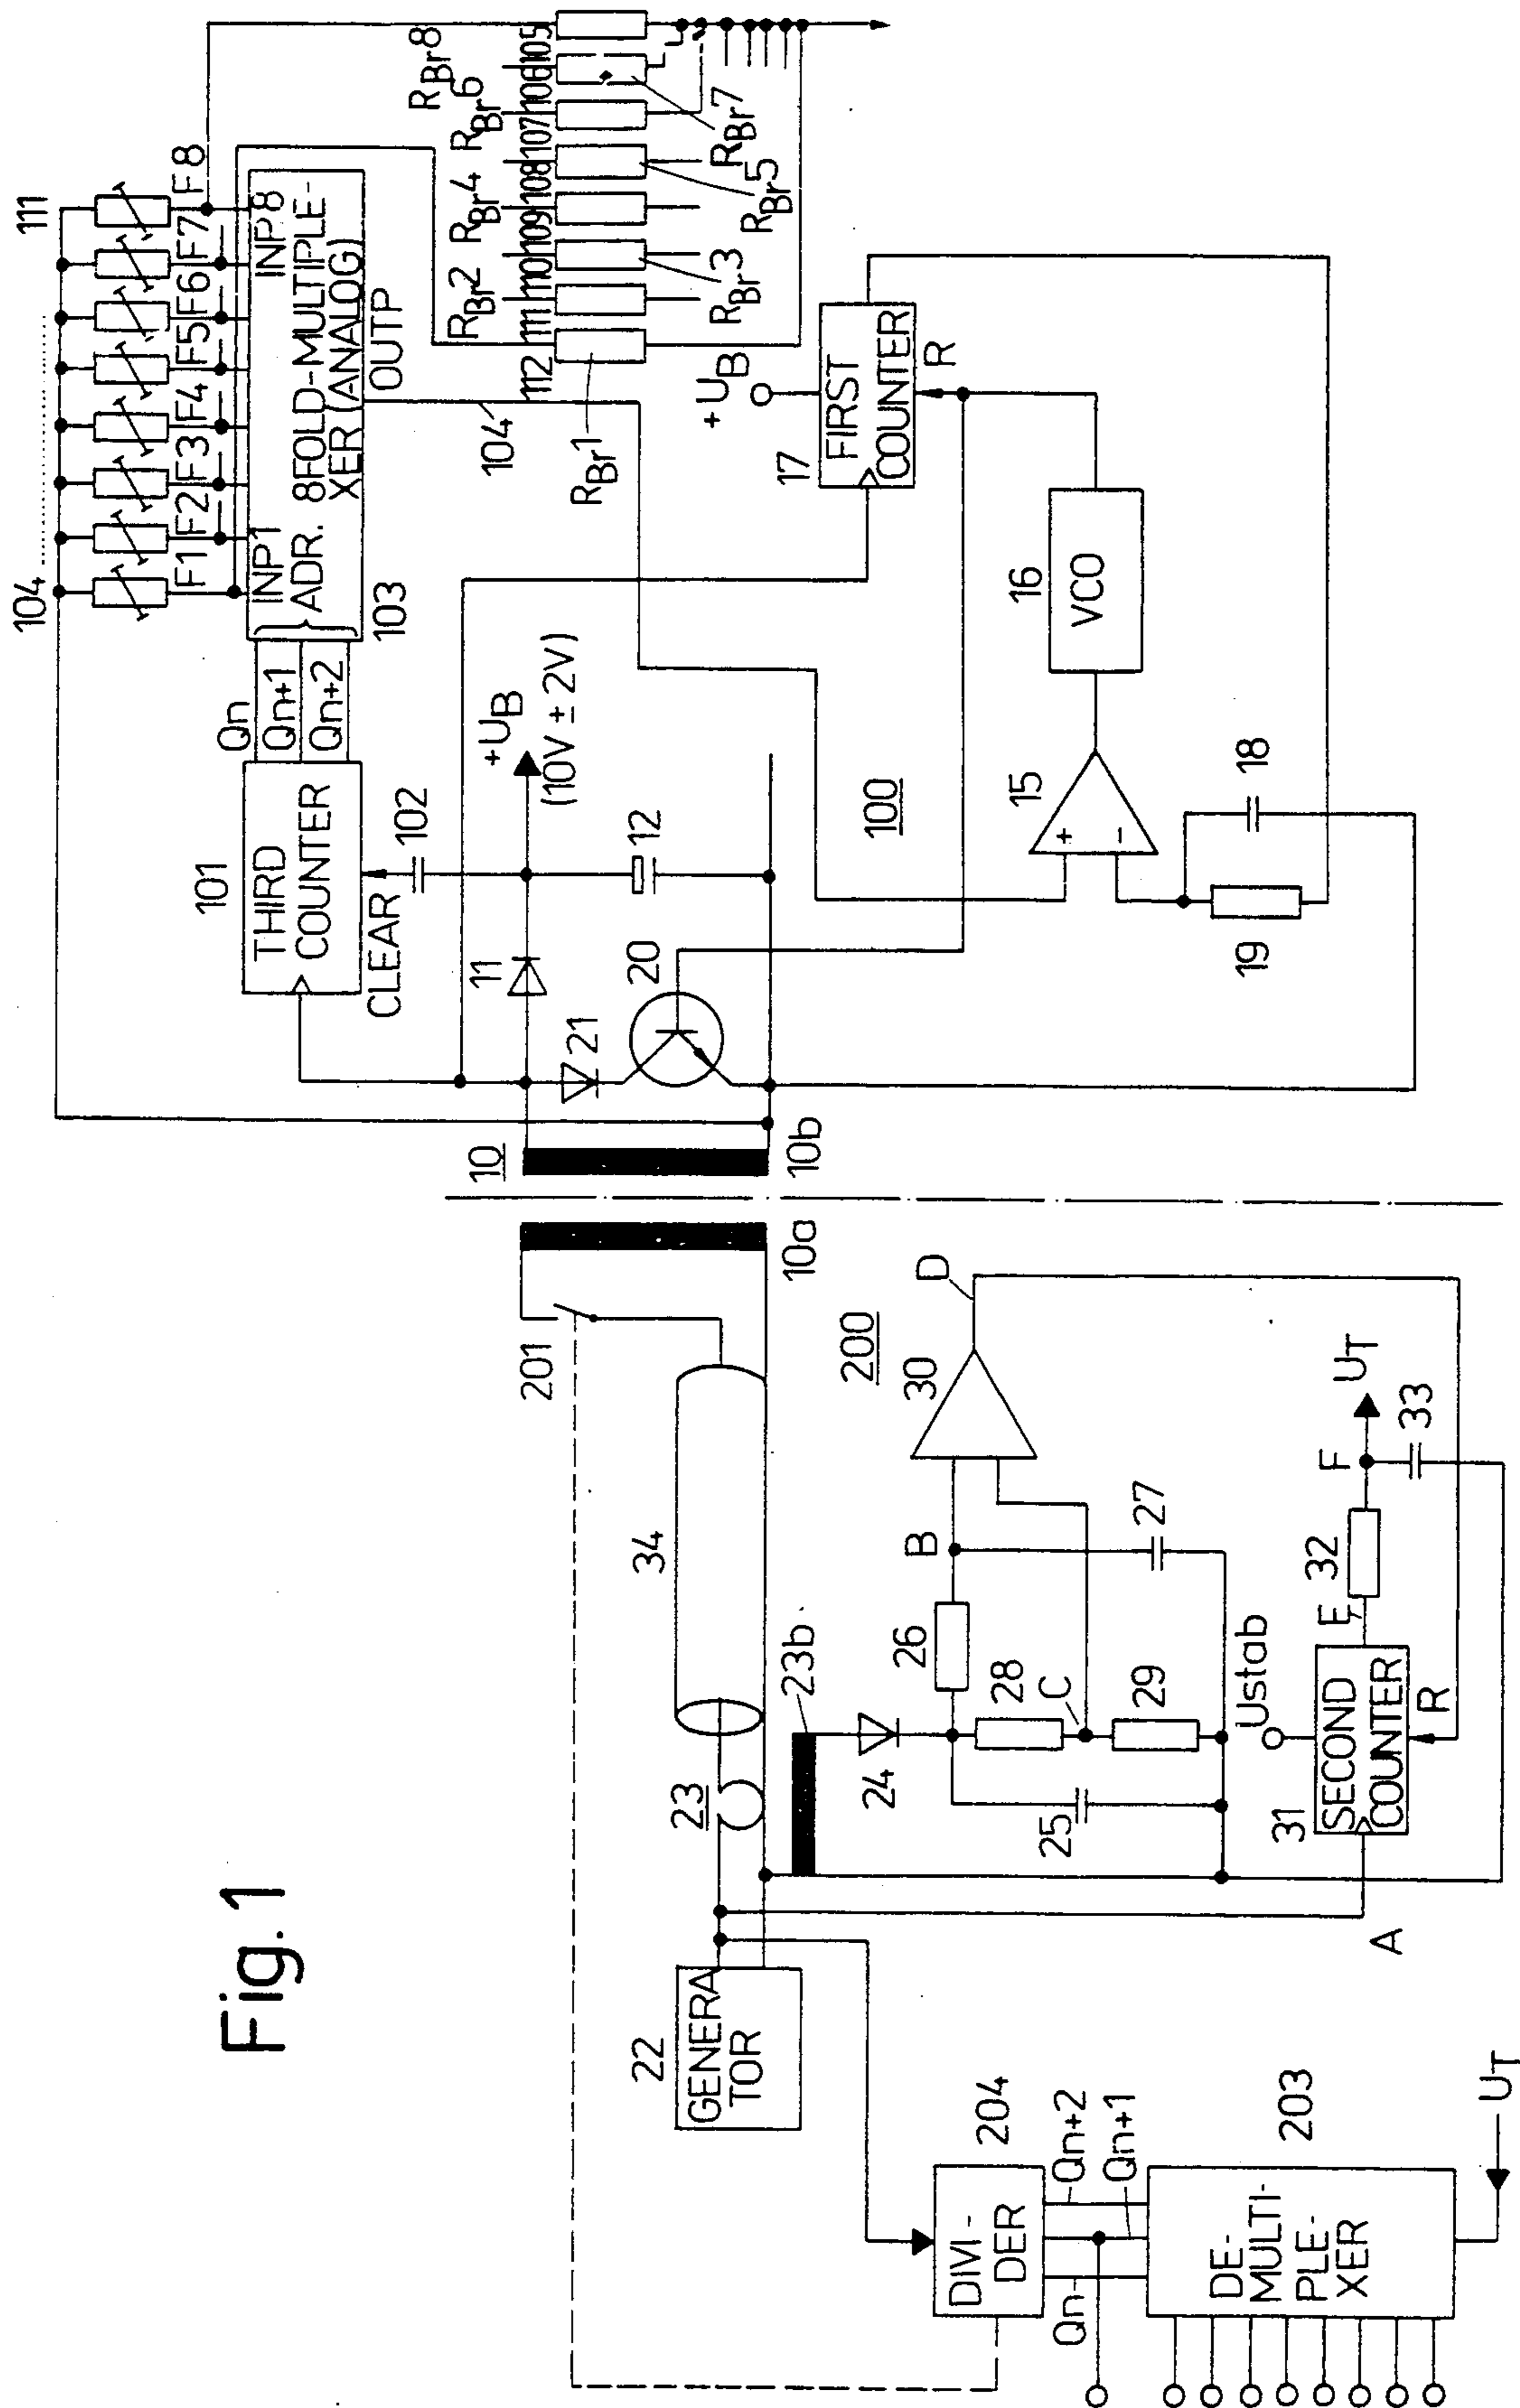 Fig. 1
104
111
F1
F2
F3
F4
F5
F6
F7
F8
INP1
INP8
ADR.
8FOLD-MULTIPLE-
XER (ANALOG)
OUTP
103
Qn
Qn+1
Qn+2
101
THIRD
COUNTER
CLEAR
102
104
RBr1
RBr2
RBr3
RBr4
RBr5
RBr6
RBr7
RBr8
112
111
110
109
108
107
106
105
10
11
+UB
(10V ± 2V)
12
21
20
10b
100
+UB
17
FIRST
COUNTER
R
16
VCO
15
+
-
18
19
10a
201
34
23
23b
22
GENERA
TOR
200
30
D
B
26
27
24
28
C
29
25
Ustab
31
SECOND
COUNTER
R
E
32
F
UT
33
A
204
DIVI-
DER
Qn
Qn+2
Qn+1
203
DE-
MULTI-
PLE-
XER
UT